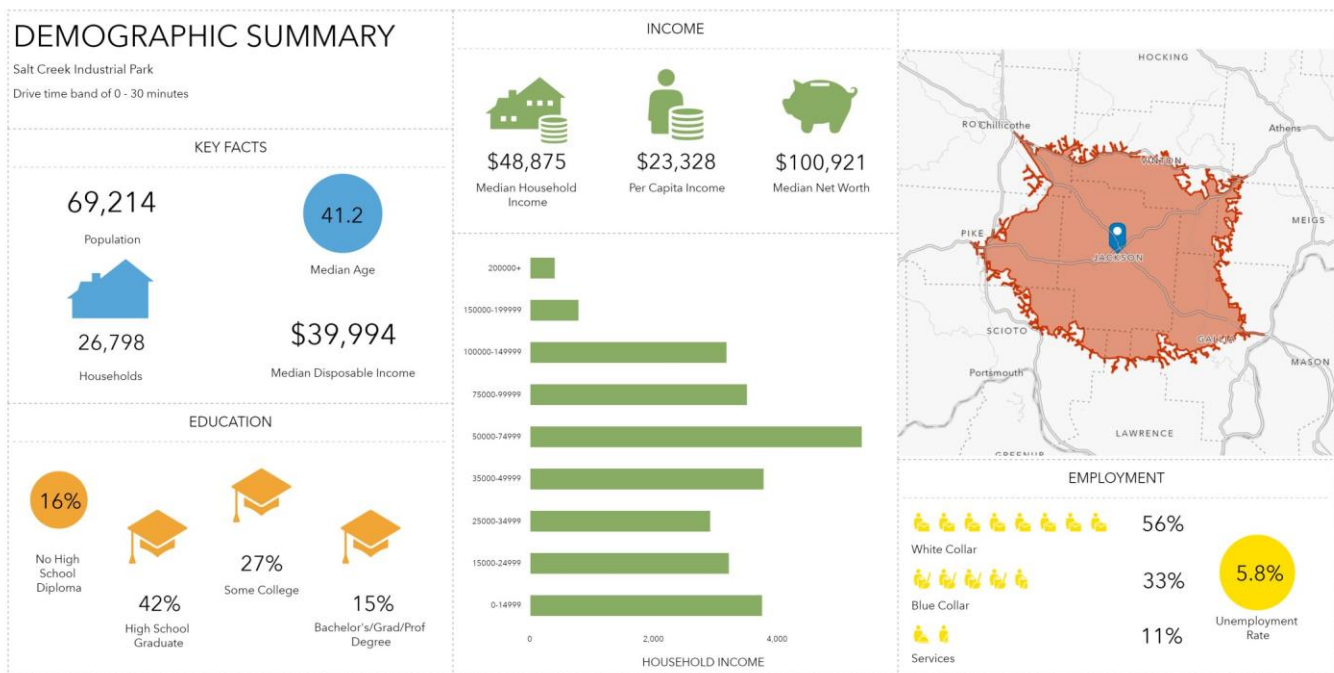 DEMOGRAPHIC SUMMARY
Salt Creek Industrial Park
Drive time band of 0 - 30 minutes
KEY FACTS
69,214
Population
41.2
Median Age
26,798
Households
$39,994
Median Disposable Income
EDUCATION
16%
No High
School
Diploma
42%
High School
Graduate
27%
Some College
15%
Bachelor's/Grad/Prof
Degree
INCOME
$48,875
Median Household
Income
$23,328
Per Capita Income
$100,921
Median Net Worth
200000+
150000-199999
100000-149999
75000-99999
50000-74999
35000-49999
25000-34999
15000-24999
0-14999
0 2,000 4,000
HOUSEHOLD INCOME
HOCKING
Chillicothe
Athens
VINTON
MEIGS
PIKE
JACKSON
SCIOTO
GALLIA
MASON
Portsmouth
LAWRENCE
EMPLOYMENT
56%
White Collar
33%
Blue Collar
11%
Services
5.8%
Unemployment
Rate